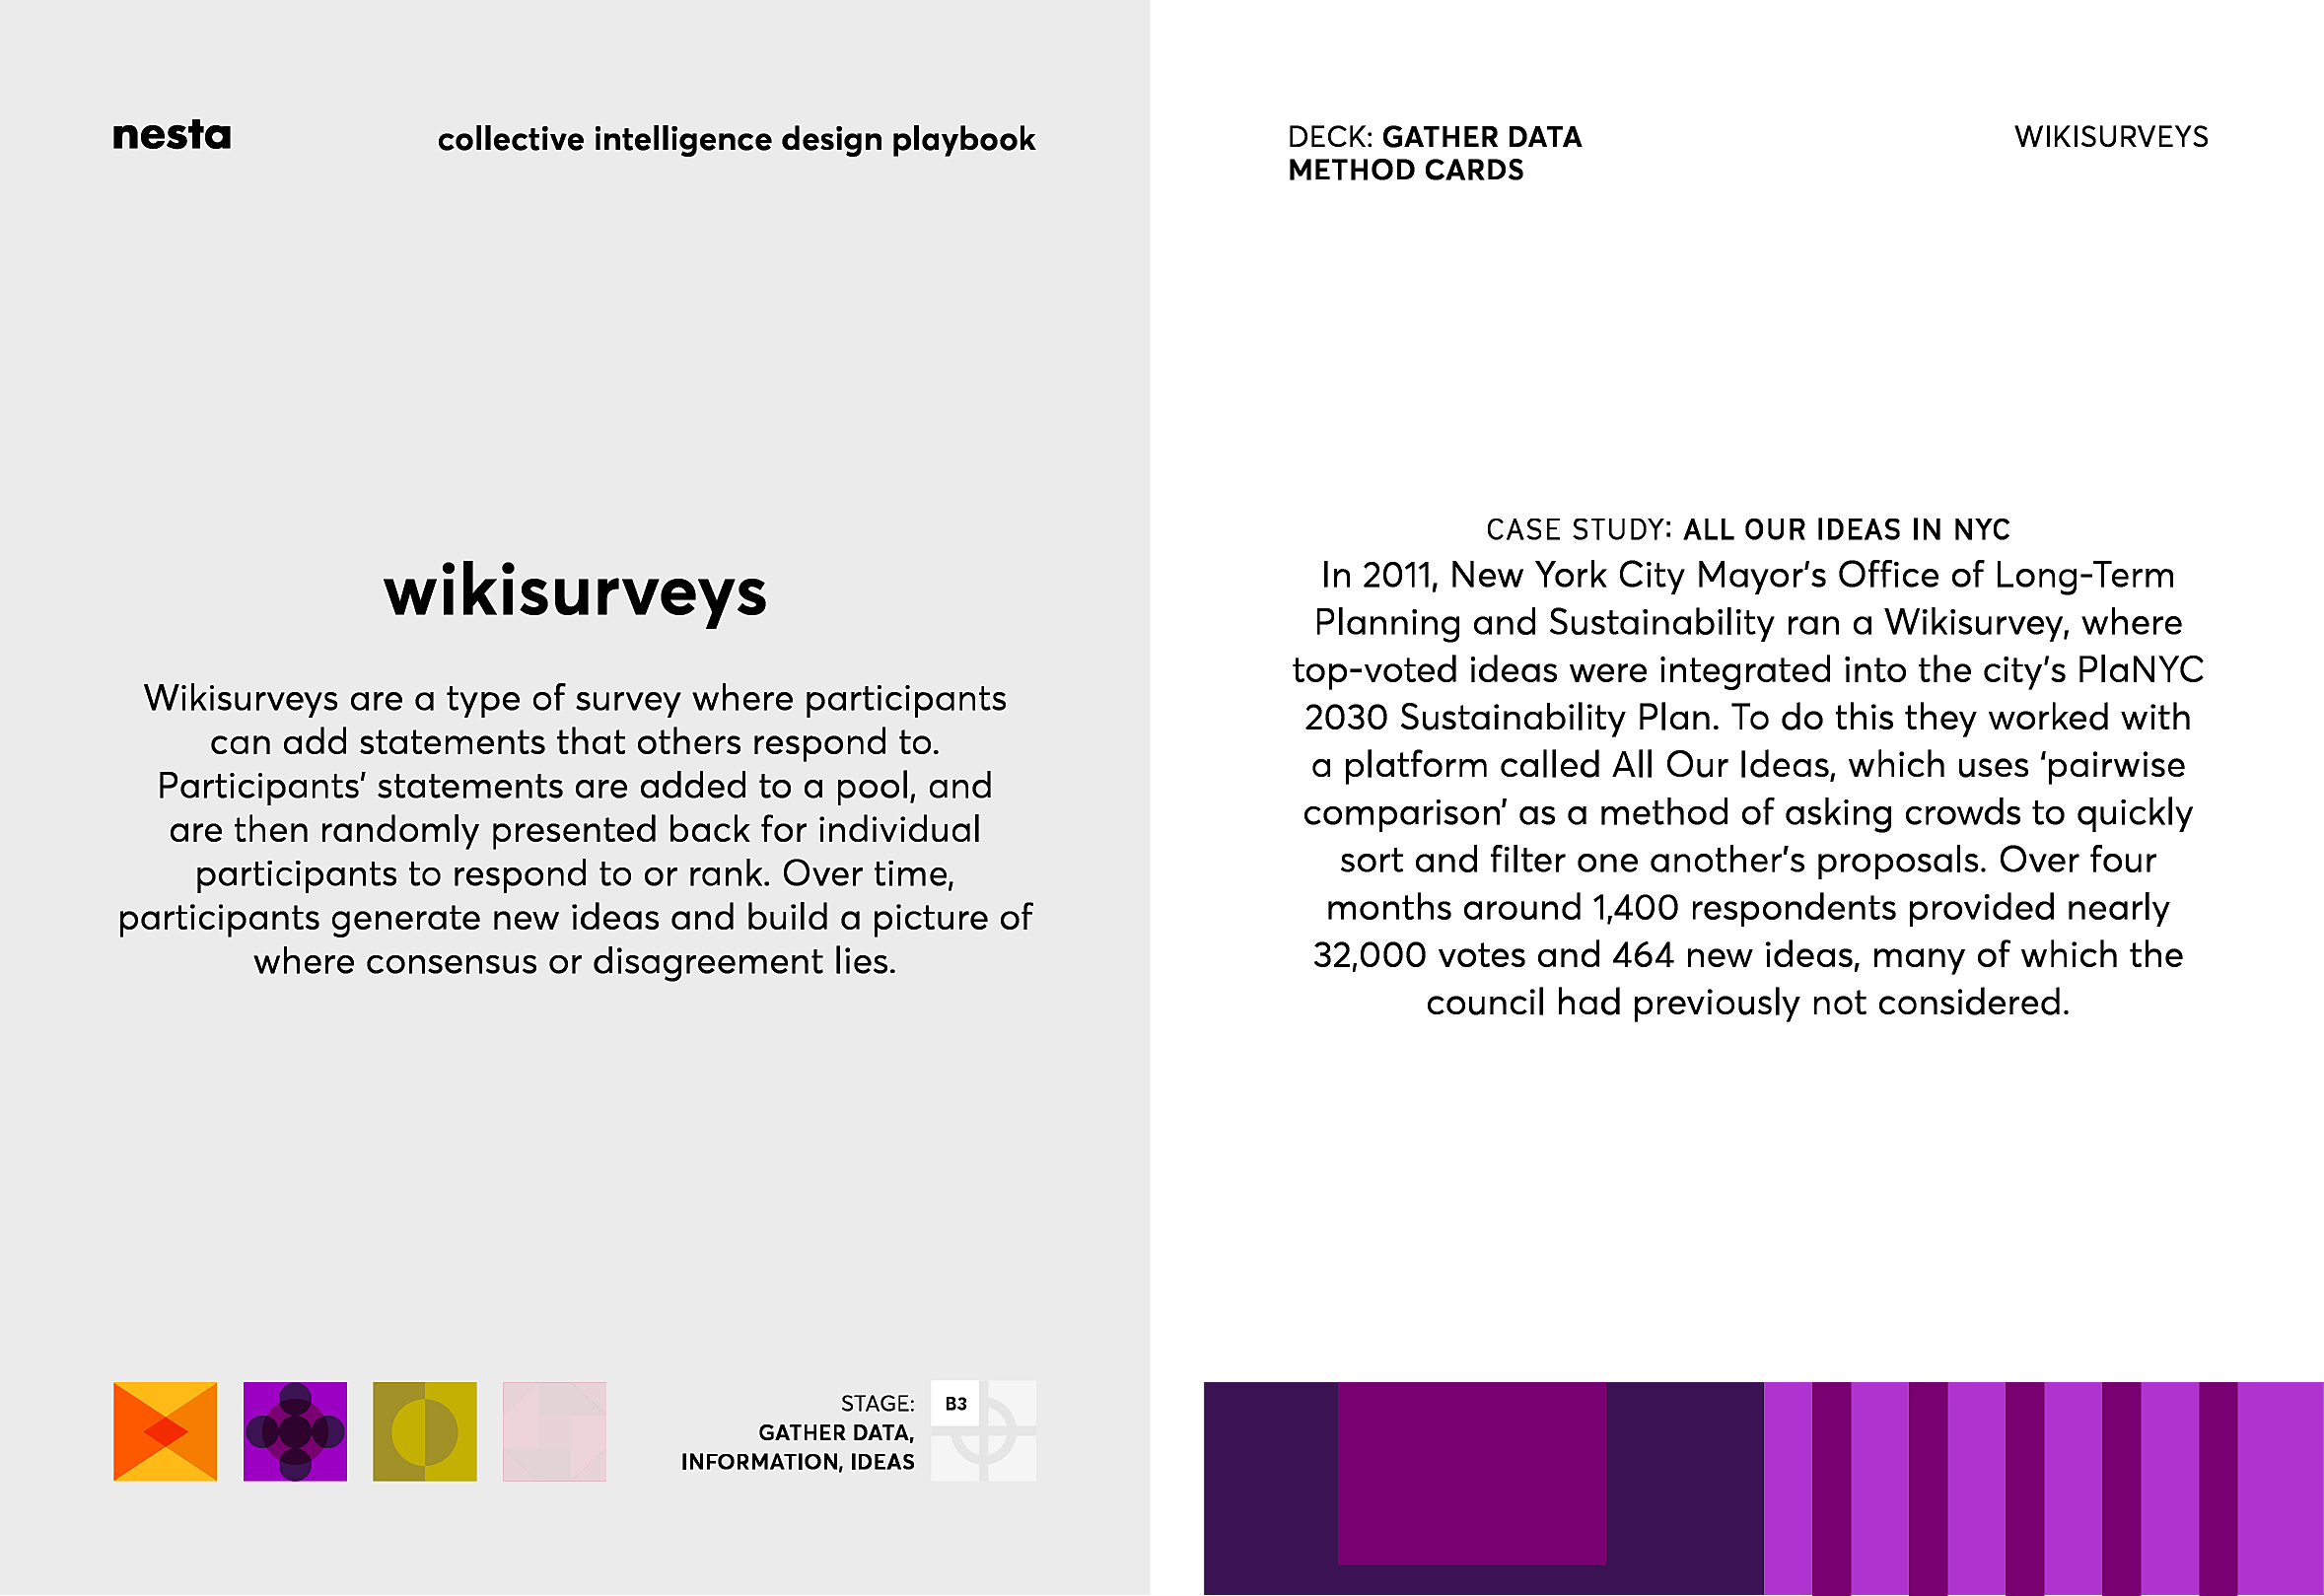 nesta
collective intelligence design playbook
wikisurveys
Wikisurveys are a type of survey where participants
can add statements that others respond to.
Participants’ statements are added to a pool, and
are then randomly presented back for individual
participants to respond to or rank. Over time,
participants generate new ideas and build a picture of
where consensus or disagreement lies.
STAGE:
GATHER DATA,
INFORMATION, IDEAS
B3
DECK: GATHER DATA
METHOD CARDS
WIKISURVEYS
CASE STUDY: ALL OUR IDEAS IN NYC
In 2011, New York City Mayor’s Office of Long-Term
Planning and Sustainability ran a Wikisurvey, where
top-voted ideas were integrated into the city’s PlaNYC
2030 Sustainability Plan. To do this they worked with
a platform called All Our Ideas, which uses ‘pairwise
comparison’ as a method of asking crowds to quickly
sort and filter one another’s proposals. Over four
months around 1,400 respondents provided nearly
32,000 votes and 464 new ideas, many of which the
council had previously not considered.